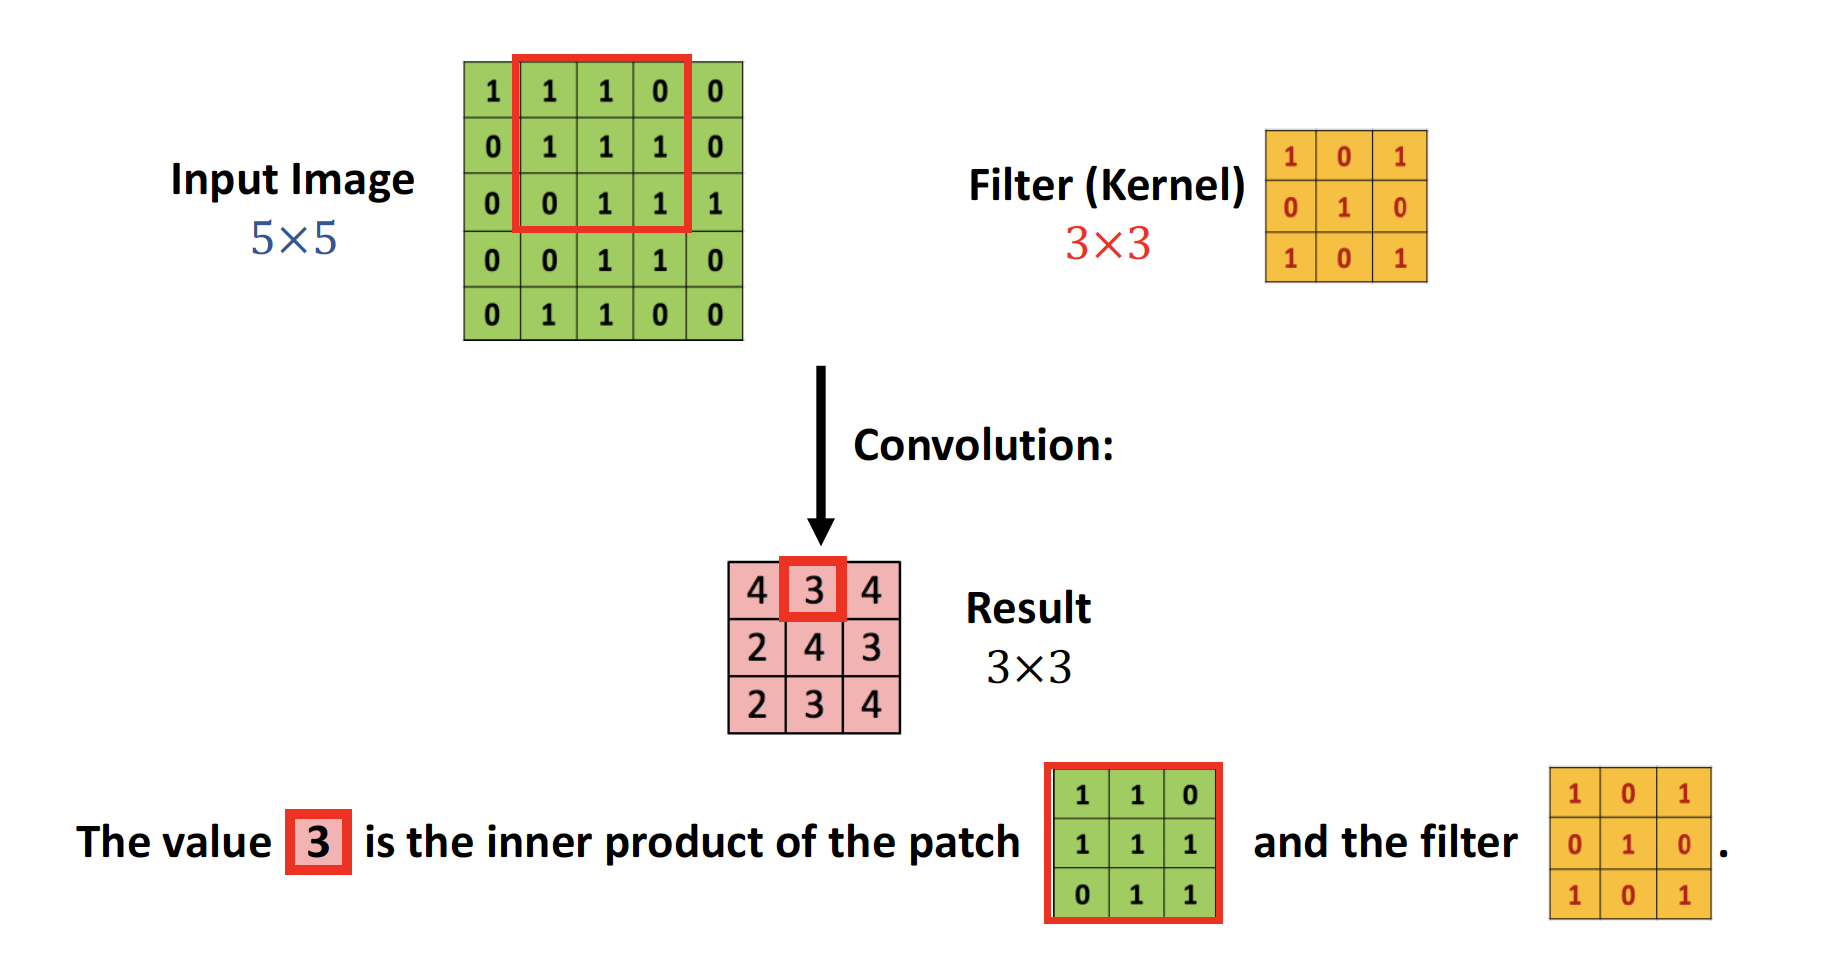 1 1 1 0 0
0 1 1 1 0
0 0 1 1 1
0 0 1 1 0
0 1 1 0 0
Input Image
5×5
Filter (Kernel)
3×3
1 0 1
0 1 0
1 0 1
Convolution:
4 3 4
2 4 3
2 3 4
Result
3×3
The value 3 is the inner product of the patch
1 1 0
1 1 1
0 1 1
and the filter
1 0 1
0 1 0
1 0 1
.